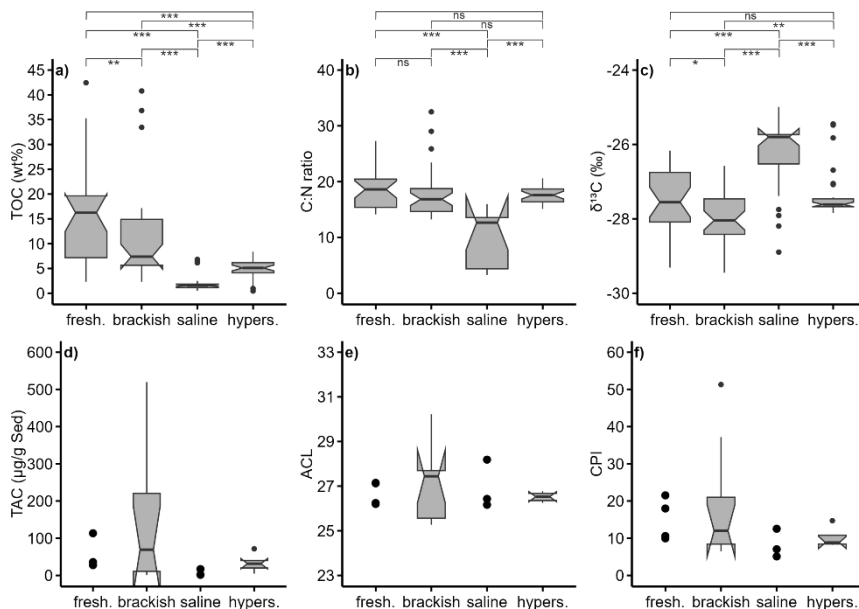 ***
***
***
***
**
***
a)
TOC (wt%)
45
40
35
30
25
20
15
10
5
0
fresh. brackish saline hypers.
ns
ns
***
***
ns
***
b)
C:N ratio
40
30
20
10
0
fresh. brackish saline hypers.
ns
**
***
***
*
***
c)
δ¹³C (‰)
-24
-26
-28
-30
fresh. brackish saline hypers.
d)
TAC (µg/g Sed)
600
500
400
300
200
100
0
fresh. brackish saline hypers.
e)
ACL
33
31
29
27
25
23
fresh. brackish saline hypers.
f)
CPI
60
50
40
30
20
10
0
fresh. brackish saline hypers.